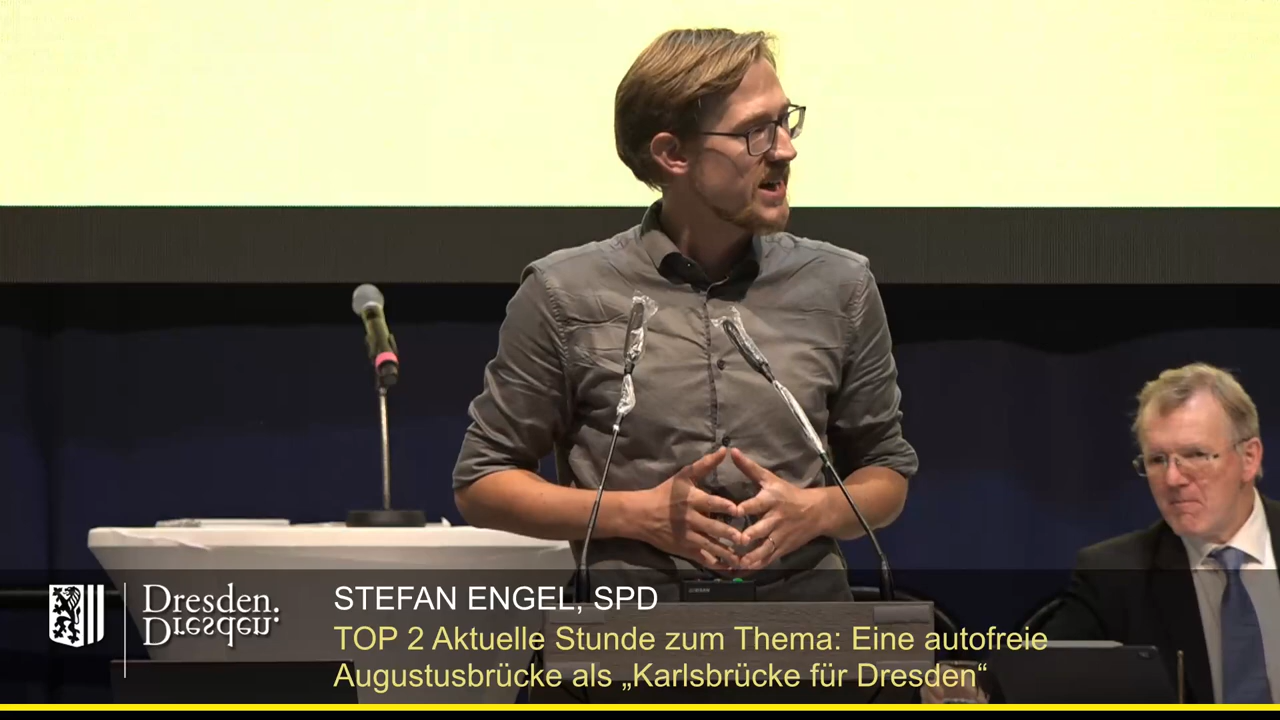 Dresden.
Dresden.
STEFAN ENGEL, SPD
TOP 2 Aktuelle Stunde zum Thema: Eine autofreie
Augustusbrücke als „Karlsbrücke für Dresden“